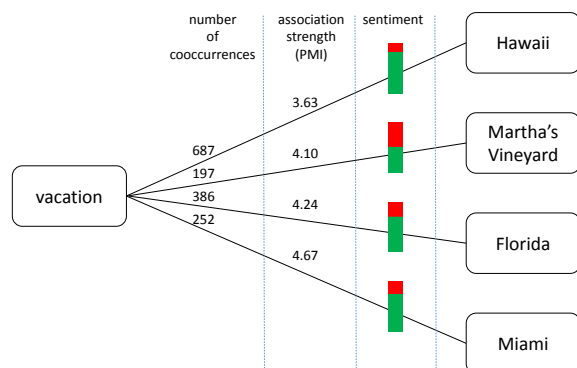 number
of
cooccurrences
association
strength
(PMI)
sentiment
Hawaii
3.63
687
4.10
Martha's
Vineyard
197
vacation
386
4.24
252
Florida
4.67
Miami